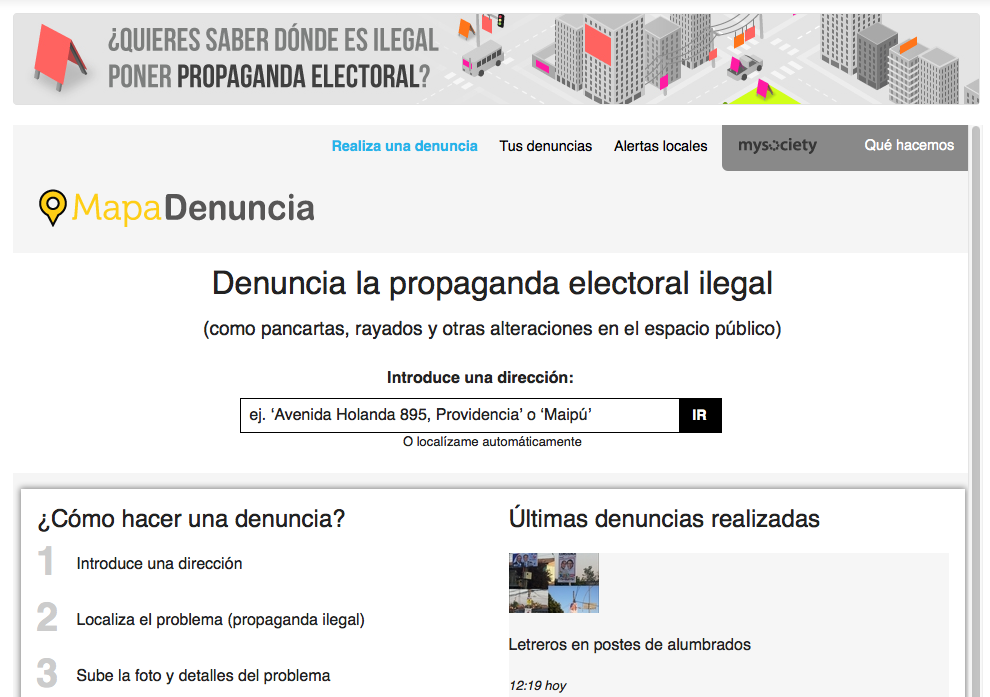 ¿QUIERES SABER DÓNDE ES ILEGAL
PONER PROPAGANDA ELECTORAL?
Realiza una denuncia
Tus denuncias
Alertas locales
mysociety
Qué hacemos
MapaDenuncia
Denuncia la propaganda electoral ilegal
(como pancartas, rayados y otras alteraciones en el espacio público)
Introduce una dirección:
ej. ‘Avenida Holanda 895, Providencia’ o ‘Maipú’
IR
O localízame automáticamente
¿Cómo hacer una denuncia?
1 Introduce una dirección
2 Localiza el problema (propaganda ilegal)
3 Sube la foto y detalles del problema
Últimas denuncias realizadas
Letreros en postes de alumbrados
12:19 hoy